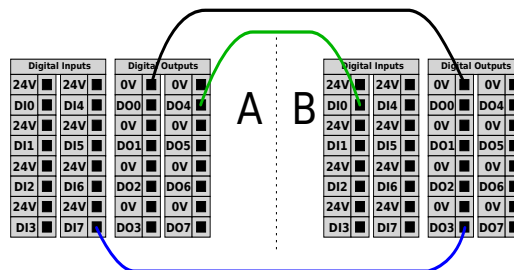 Digital Inputs Digital Outputs A B Digital Inputs Digital Outputs
24V 24V 0V 0V 24V 24V 0V 0V
DI0 DI4 DO0 DO4 DI0 DI4 DO0 DO4
24V 24V 0V 0V 24V 24V 0V 0V
DI1 DI5 DO1 DO5 DI1 DI5 DO1 DO5
24V 24V 0V 0V 24V 24V 0V 0V
DI2 DI6 DO2 DO6 DI2 DI6 DO2 DO6
24V 24V 0V 0V 24V 24V 0V 0V
DI3 DI7 DO3 DO7 DI3 DI7 DO3 DO7